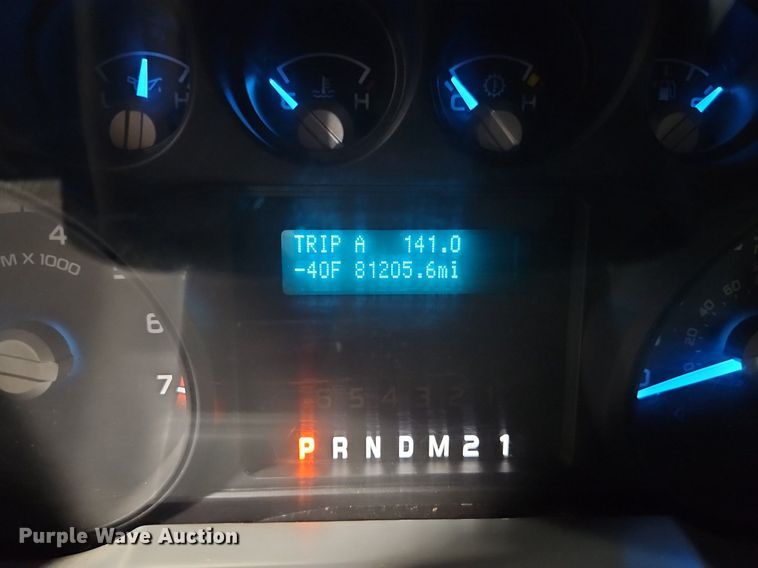 L H
C H
C H
F
4
M X 1000
5
6
7
TRIP A 141.0
-40F 81205.6mi
6 5 4 3 2 1
P R N D M 2 1
Purple Wave Auction